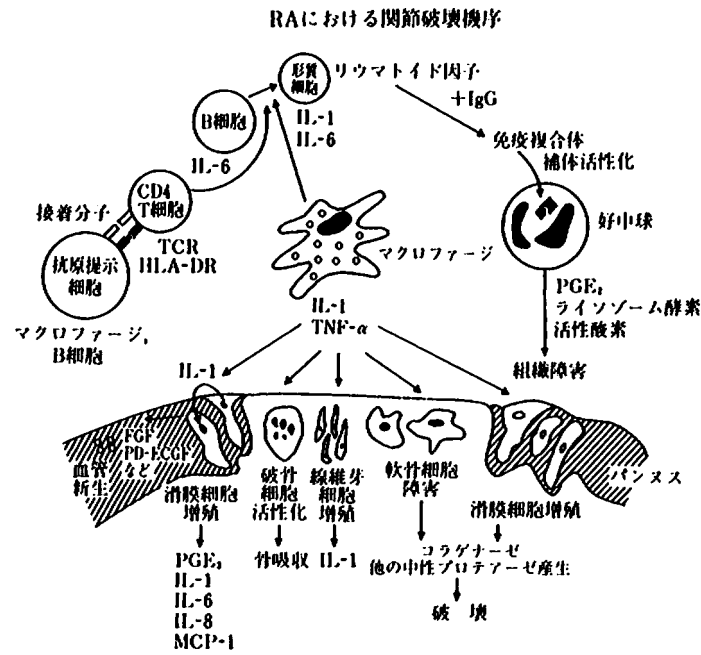 RAにおける関節破壊機序
形質
細胞
リウマトイド因子
+IgG
B細胞
IL-1
IL-6
免疫複合体
補体活性化
IL-6
CD4
T細胞
接着分子
好中球
TCR
HLA-DR
マクロファージ
抗原提示
細胞
PGE₂
ライソゾーム酵素
活性酸素
IL-1
TNF-α
マクロファージ,
B細胞
組織障害
IL-1
FGF
PD-ECGF
など
血管
新生
パンヌス
滑膜細胞
増殖
破骨
細胞
活性化
線維芽
細胞
増殖
軟骨細胞
障害
滑膜細胞増殖
PGE₂
IL-1
IL-6
IL-8
MCP-1
骨吸収
IL-1
コラゲナーゼ
他の中性プロテアーゼ産生
破壊